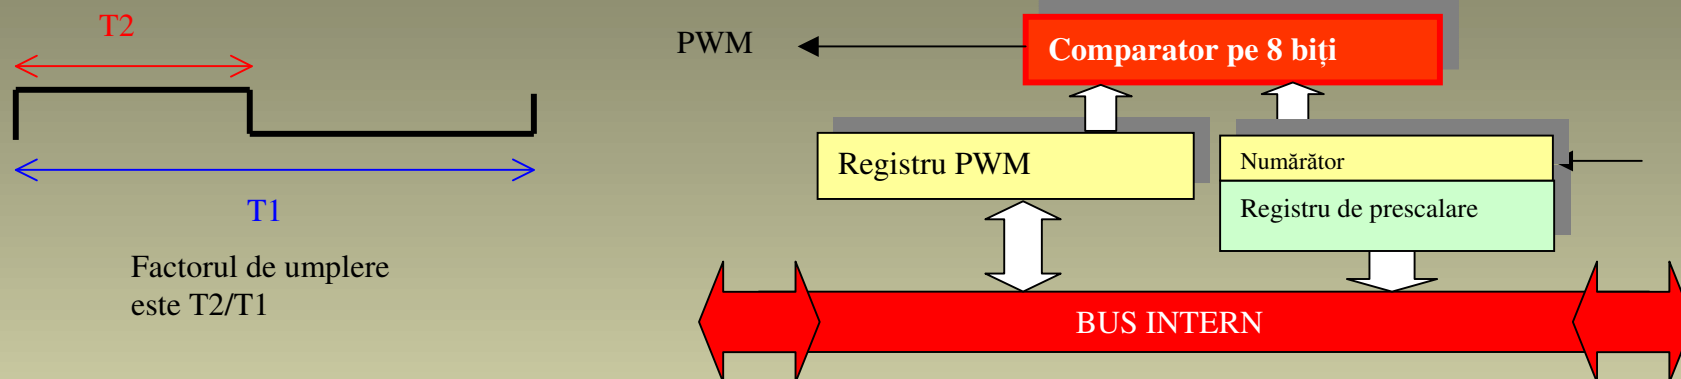 T2
T1
Factorul de umplere
este T2/T1
PWM
Comparator pe 8 biți
Registru PWM
Numărător
Registru de prescalare
BUS INTERN